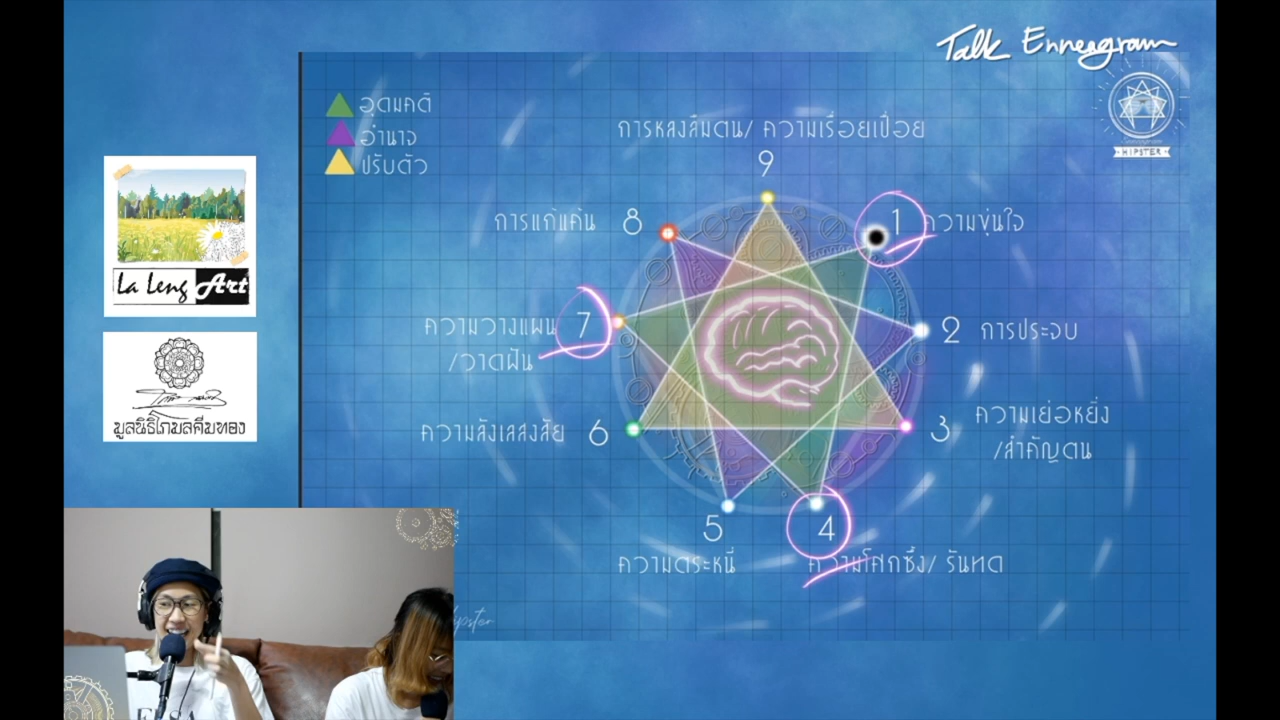 Talk Enneagram
HIPSTER
อุดมคติ
อำนาจ
ปรับตัว
การหลงลืมตน/ ความเรื่อยเปื่อย
9
การแก้แค้น 8
1 ความขุ่นใจ
ความวางแผน 7
/วาดฝัน
2 การประจบ
ความลังเลสงสัย 6
3 ความเย่อหยิ่ง
/สำคัญตน
5
ความตระหนี่
4
ความโศกซึ้ง/ รันทด
La Leng Art
มูลนิธิโกมลคีมทอง